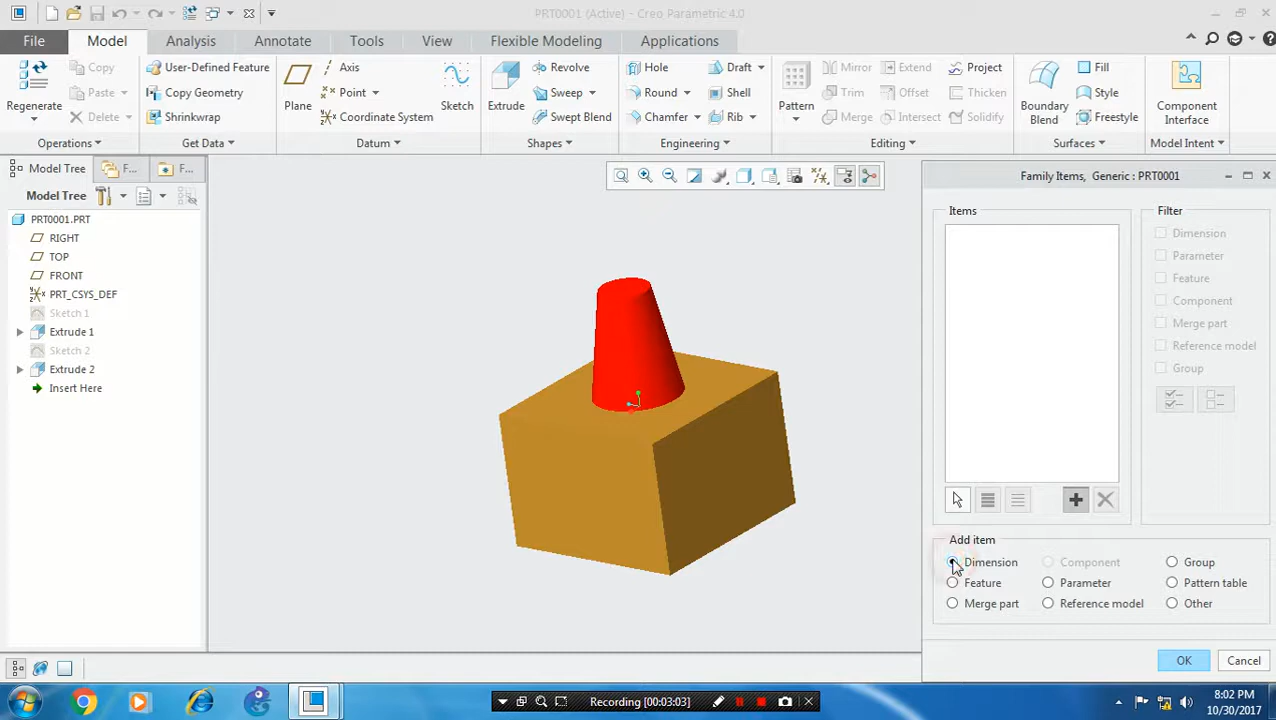 PRT0001 (Active) - Creo Parametric 4.0
File Model Analysis Annotate Tools View Flexible Modeling Applications
Regenerate
Copy
Paste
Delete
Operations
User-Defined Feature
Copy Geometry
Shrinkwrap
Get Data
Plane
Axis
Point
Coordinate System
Sketch
Datum
Extrude
Revolve
Sweep
Swept Blend
Shapes
Hole
Round
Chamfer
Draft
Shell
Rib
Engineering
Pattern
Mirror
Trim
Merge
Extend
Offset
Intersect
Project
Thicken
Solidify
Editing
Boundary
Blend
Fill
Style
Freestyle
Surfaces
Component
Interface
Model Intent
Model Tree F... F...
Model Tree
PRT0001.PRT
RIGHT
TOP
FRONT
PRT_CSYS_DEF
Sketch 1
Extrude 1
Sketch 2
Extrude 2
Insert Here
Family Items, Generic : PRT0001
Items
Filter
Dimension
Parameter
Feature
Component
Merge part
Reference model
Group
Add item
Dimension Component Group
Feature Parameter Pattern table
Merge part Reference model Other
OK Cancel
Recording [00:03:03]
8:02 PM
10/30/2017